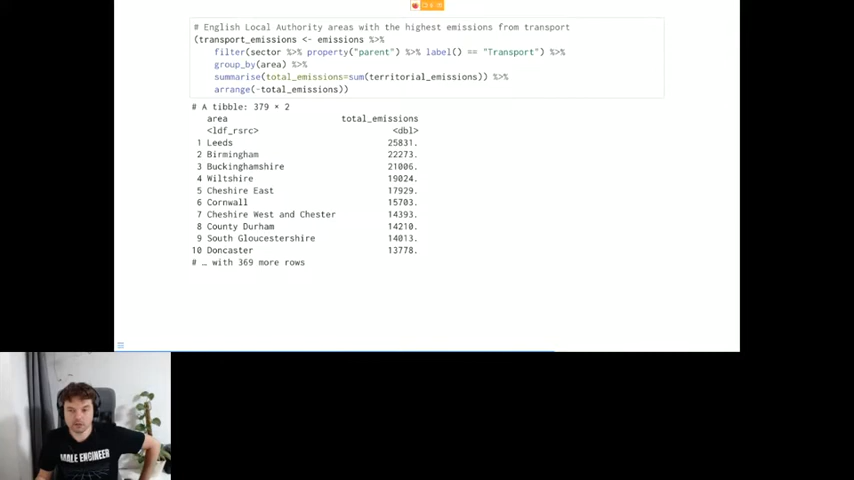 # English Local Authority areas with the highest emissions from transport
(transport_emissions <- emissions %>%
filter(sector %>% property("parent") %>% label() == "Transport") %>%
group_by(area) %>%
summarise(total_emissions=sum(territorial_emissions)) %>%
arrange(-total_emissions))
# A tibble: 379 × 2
area total_emissions
<ldf_rsrc> <dbl>
1 Leeds 25831.
2 Birmingham 22273.
3 Buckinghamshire 21006.
4 Wiltshire 19024.
5 Cheshire East 17929.
6 Cornwall 15703.
7 Cheshire West and Chester 14393.
8 County Durham 14210.
9 South Gloucestershire 14013.
10 Doncaster 13778.
# … with 369 more rows
MALE ENGINEER